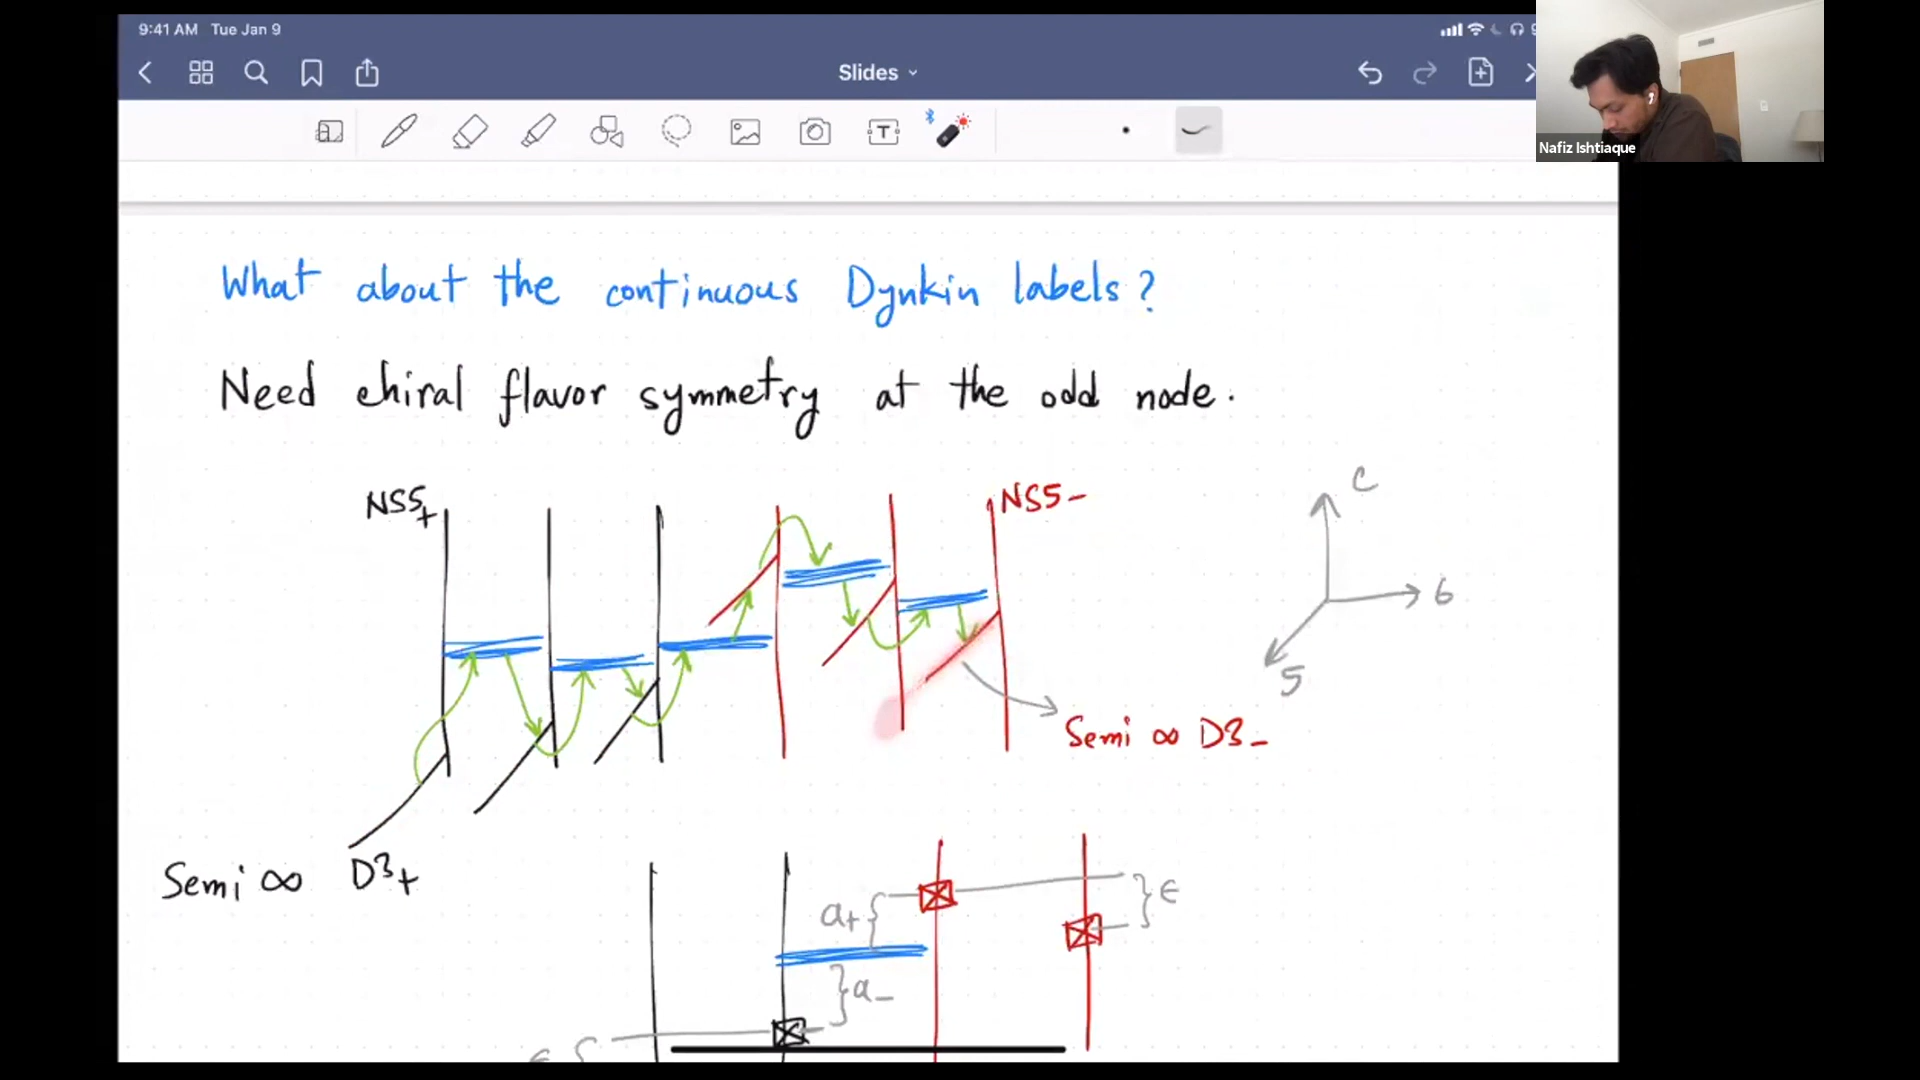 9:41 AM Tue Jan 9
Slides
T
Nafiz Ishtiaque
What about the continuous Dynkin labels?
Need chiral flavor symmetry at the odd node.
NS5+
NS5-
C
6
5
Semi ∞ D3-
Semi ∞ D3+
a+
ϵ
a-
ϵ